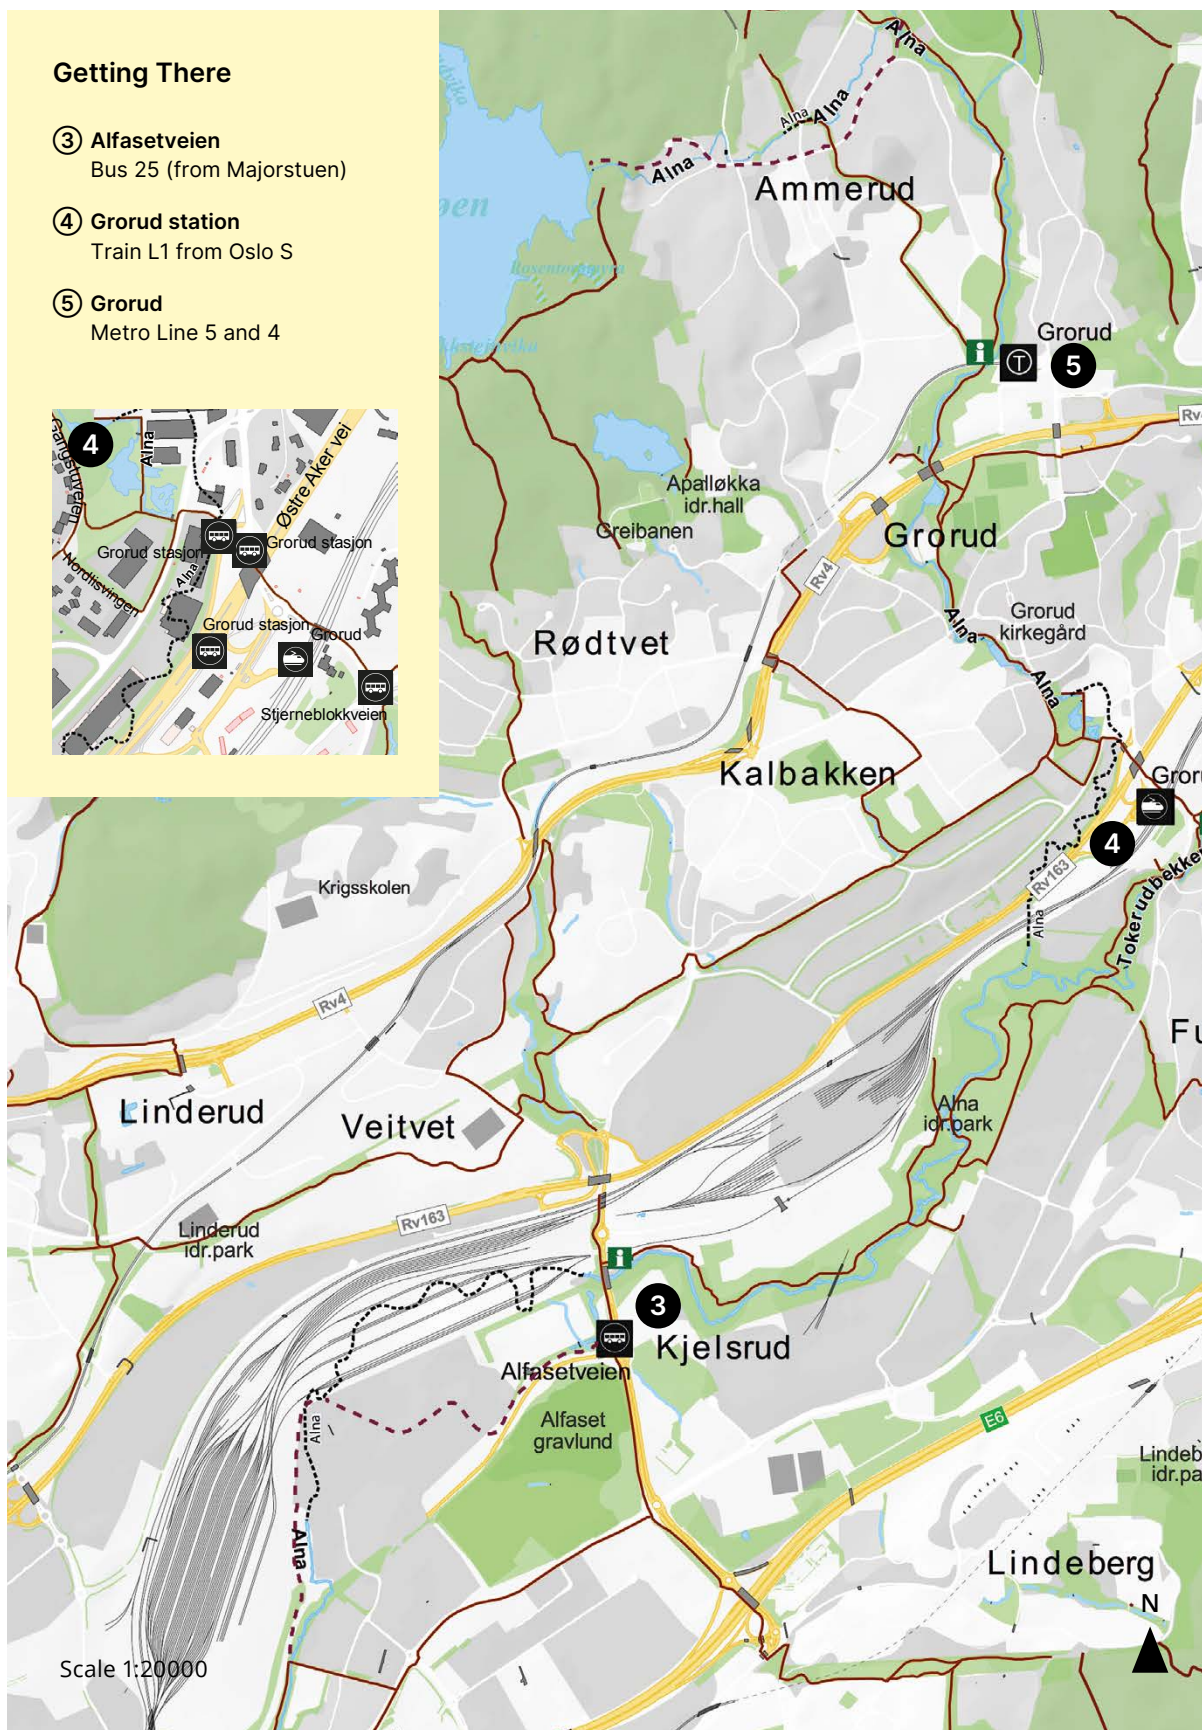 Getting There
3 Alfasetveien
Bus 25 (from Majorstuen)
4 Grorud station
Train L1 from Oslo S
5 Grorud
Metro Line 5 and 4
4
Gangstuveien
Alna
Østre Aker vei
Grorud stasjon
Grorud stasjon
Nordlisvingen
Alna
Grorud stasjon
Grorud
Stjerneblokkveien
Alna
Alna
Alna
Alna
Ammerud
øen
i
T
Grorud
5
Rv4
Apalløkka
idr.hall
Greibanen
Grorud
Rv4
Alna
Grorud
kirkegård
Rødtvet
Alna
Kalbakken
4
Rv163
Alna
Tokerudbekken
Krigsskolen
Rv4
Linderud
Veitvet
Alna
idr.park
Linderud
idr.park
Rv163
i
3
Kjelsrud
Alfasetveien
Alfaset
gravlund
E6
Alna
Alna
Lindeberg
N
Scale 1:20000